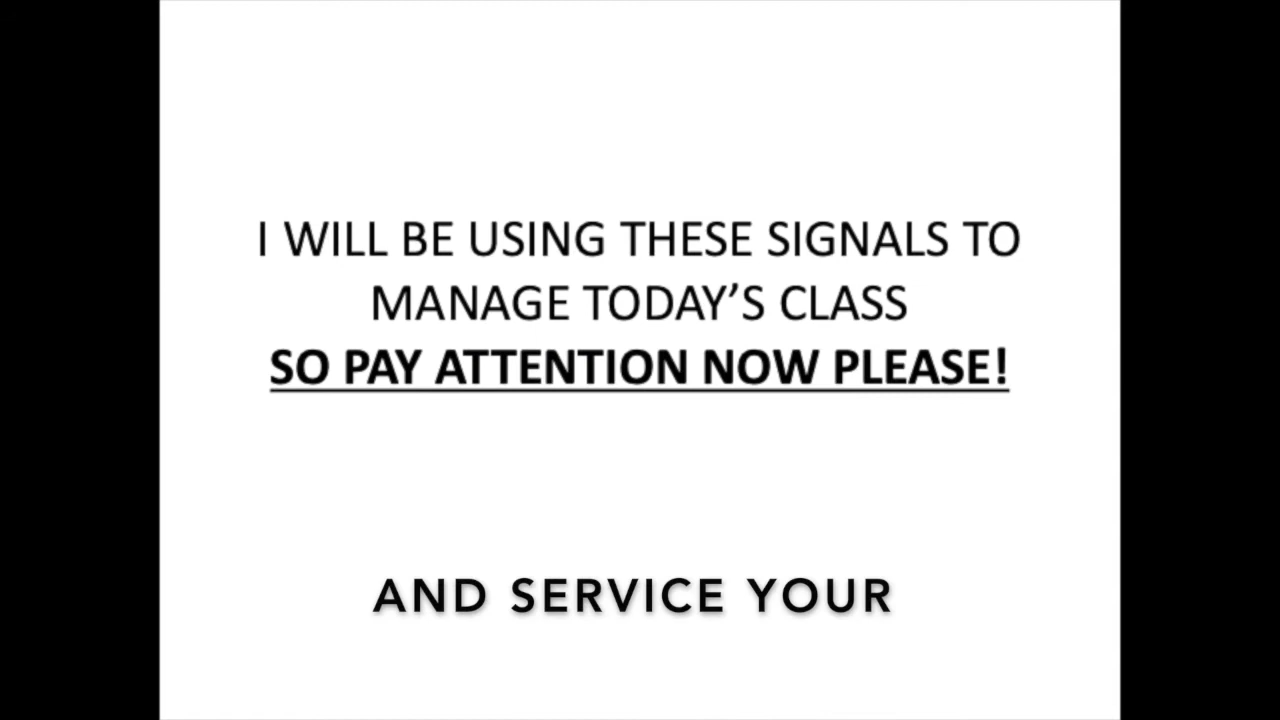 I WILL BE USING THESE SIGNALS TO
MANAGE TODAY’S CLASS
SO PAY ATTENTION NOW PLEASE!
AND SERVICE YOUR